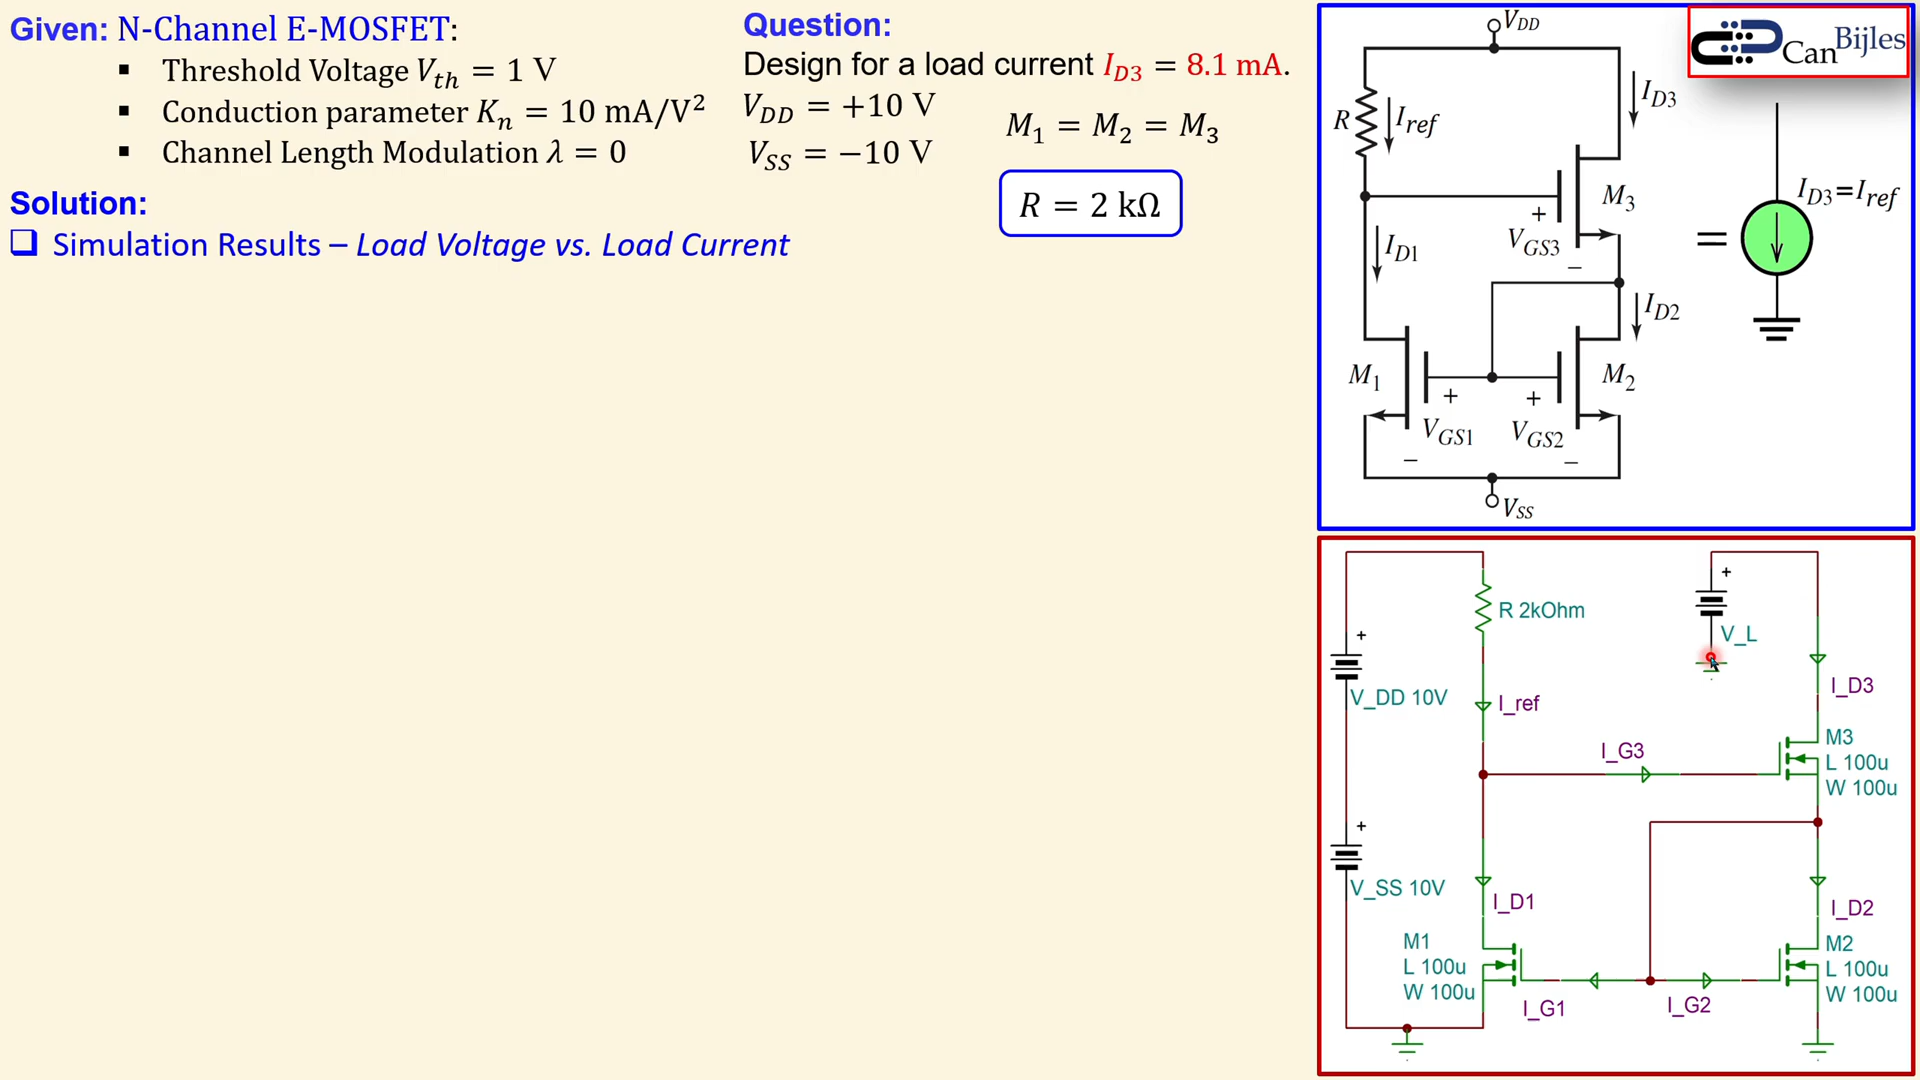 Given: N-Channel E-MOSFET:
▪ Threshold Voltage V_th = 1 V
▪ Conduction parameter K_n = 10 mA/V²
▪ Channel Length Modulation λ = 0
Question:
Design for a load current I_D3 = 8.1 mA.
V_DD = +10 V
V_SS = −10 V
M_1 = M_2 = M_3
R = 2 kΩ
Solution:
❑ Simulation Results – Load Voltage vs. Load Current
V_DD
Can Bijles
R
I_ref
I_D3
M_3
I_D3=I_ref
+
V_GS3
−
=
I_D1
I_D2
M_1
M_2
+
+
V_GS1
V_GS2
−
−
V_SS
+
R 2kOhm
V_L
+
V_DD 10V
I_ref
I_D3
I_G3
M3
L 100u
W 100u
+
V_SS 10V
I_D1
I_D2
M1
L 100u
W 100u
M2
L 100u
W 100u
I_G1
I_G2